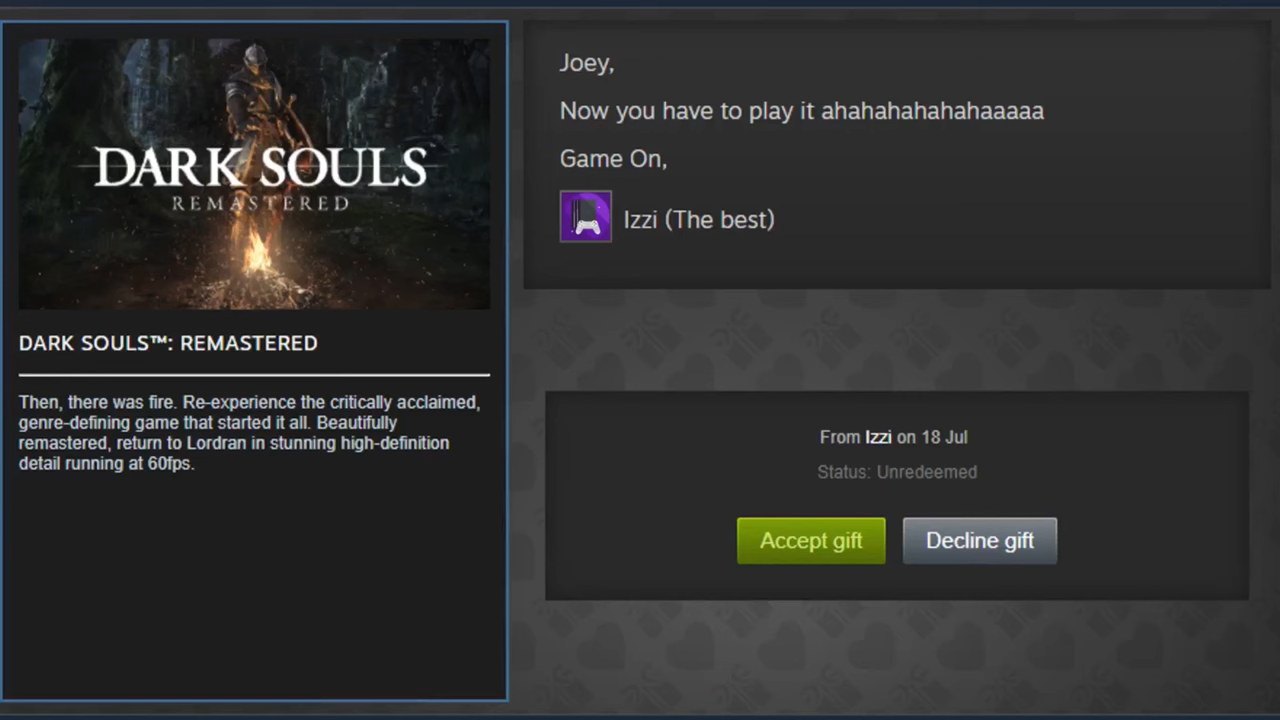 DARK SOULS
REMASTERED
DARK SOULS™: REMASTERED
Then, there was fire. Re-experience the critically acclaimed,
genre-defining game that started it all. Beautifully
remastered, return to Lordran in stunning high-definition
detail running at 60fps.
Joey,
Now you have to play it ahahahahahahaaaaa
Game On,
Izzi (The best)
From Izzi on 18 Jul
Status: Unredeemed
Accept gift
Decline gift